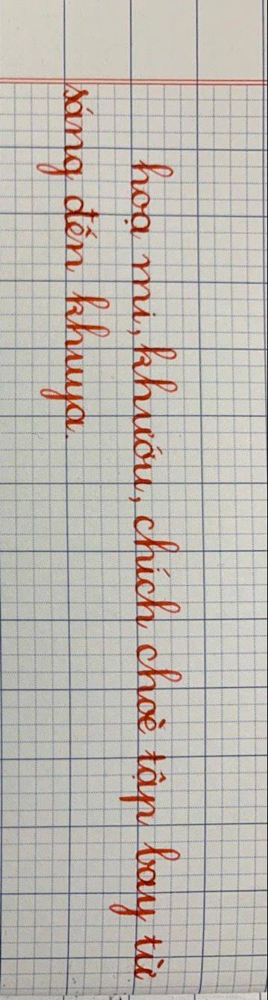 hoạ mi, khướu, chích choè tập bay từ
sáng đến khuya.